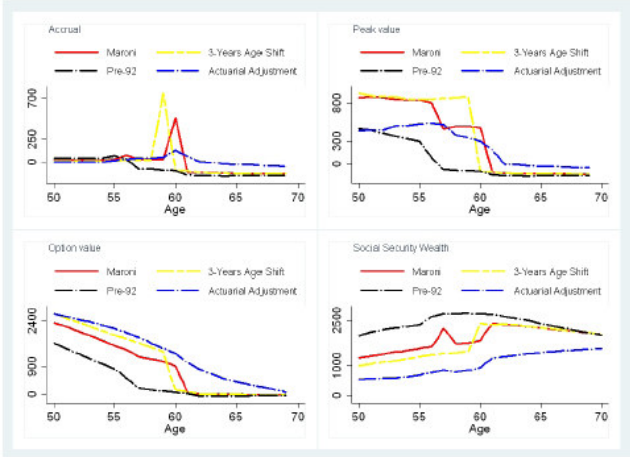 Accrual
Maroni 3-Years Age Shift
Pre-92 Actuarial Adjustment
700
250
0
50 55 60 65 70
Age
Peak value
Maroni 3-Years Age Shift
Pre-92 Actuarial Adjustment
800
300
0
50 55 60 65 70
Age
Option value
Maroni 3-Years Age Shift
Pre-92 Actuarial Adjustment
2400
900
0
50 55 60 65 70
Age
Social Security Wealth
Maroni 3-Years Age Shift
Pre-92 Actuarial Adjustment
2500
1000
0
50 55 60 65 70
Age